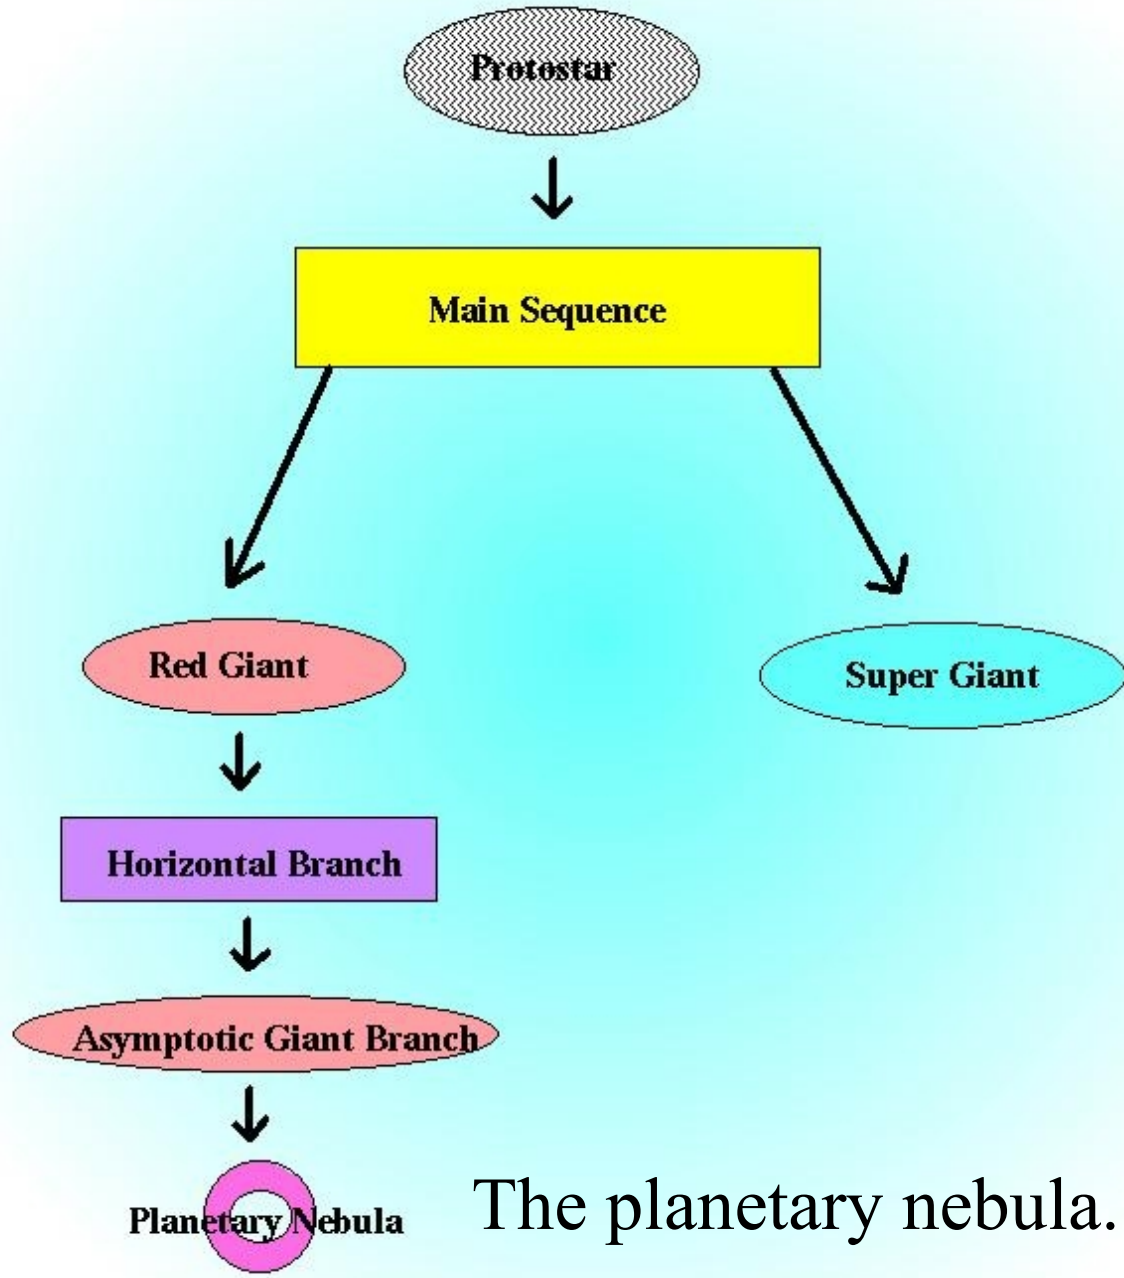 Protostar
Main Sequence
Red Giant
Super Giant
Horizontal Branch
Asymptotic Giant Branch
Planetary Nebula
The planetary nebula.